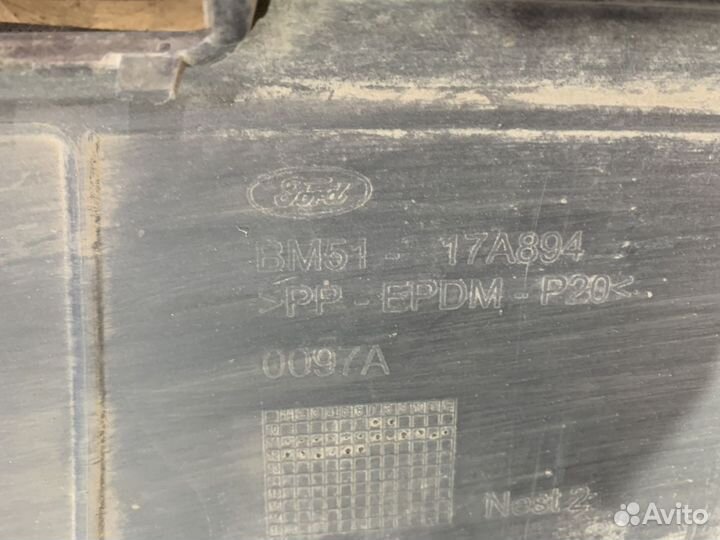 Ford
BM51 - 17A894
>PP - EPDM - P20<
0097A
Nest 2
Avito